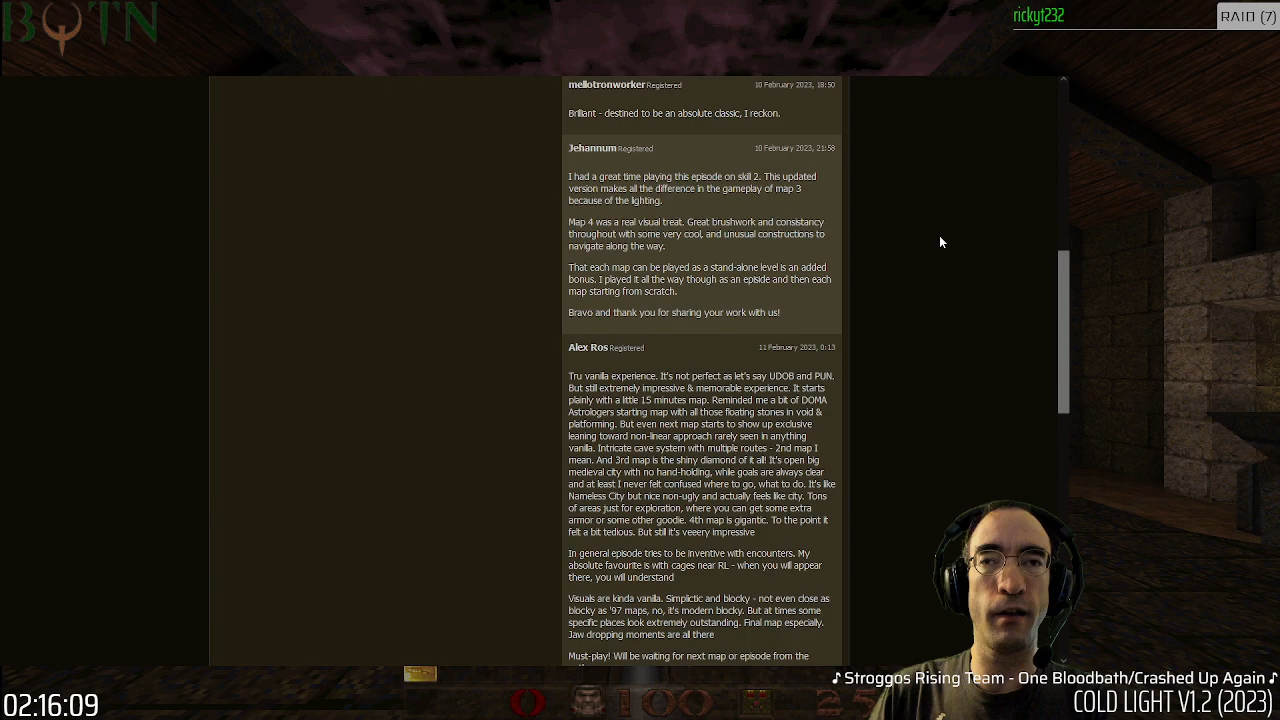 BQTN
rickyt232
RAID (7)
mellotronworker Registered
10 February 2023, 18:50
Brilliant - destined to be an absolute classic, I reckon.
Jehannum Registered
10 February 2023, 21:58
I had a great time playing this episode on skill 2. This updated
version makes all the difference in the gameplay of map 3
because of the lighting.
Map 4 was a real visual treat. Great brushwork and consistancy
throughout with some very cool, and unusual constructions to
navigate along the way.
That each map can be played as a stand-alone level is an added
bonus. I played it all the way though as an episide and then each
map starting from scratch.
Bravo and thank you for sharing your work with us!
Alex Ros Registered
11 February 2023, 0:13
Tru vanilla experience. It's not perfect as let's say UDOB and PUN.
But still extremely impressive & memorable experience. It starts
plainly with a little 15 minutes map. Reminded me a bit of DOMA
Astrologers starting map with all those floating stones in void &
platforming. But even next map starts to show up exclusive
leaning toward non-linear approach rarely seen in anything
vanilla. Intricate cave system with multiple routes - 2nd map I
mean. And 3rd map is the shiny diamond of it all! It's open big
medieval city with no hand-holding, while goals are always clear
and at least I never felt confused where to go, what to do. It's like
Nameless City but nice non-ugly and actually feels like city. Tons
of areas just for exploration, where you can get some extra
armor or some other goodie. 4th map is gigantic. To the point it
felt a bit tedious. But still it's veeery impressive
In general episode tries to be inventive with encounters. My
absolute favourite is with cages near RL - when you will appear
there, you will understand
Visuals are kinda vanilla. Simplictic and blocky - not even close as
blocky as '97 maps, no, it's modern blocky. But at times some
specific places look extremely outstanding. Final map especially.
Jaw dropping moments are all there
Must-play! Will be waiting for next map or episode from the
0
100
25
♪ Stroggos Rising Team - One Bloodbath/Crashed Up Again ♪
02:16:09
COLD LIGHT V1.2 (2023)